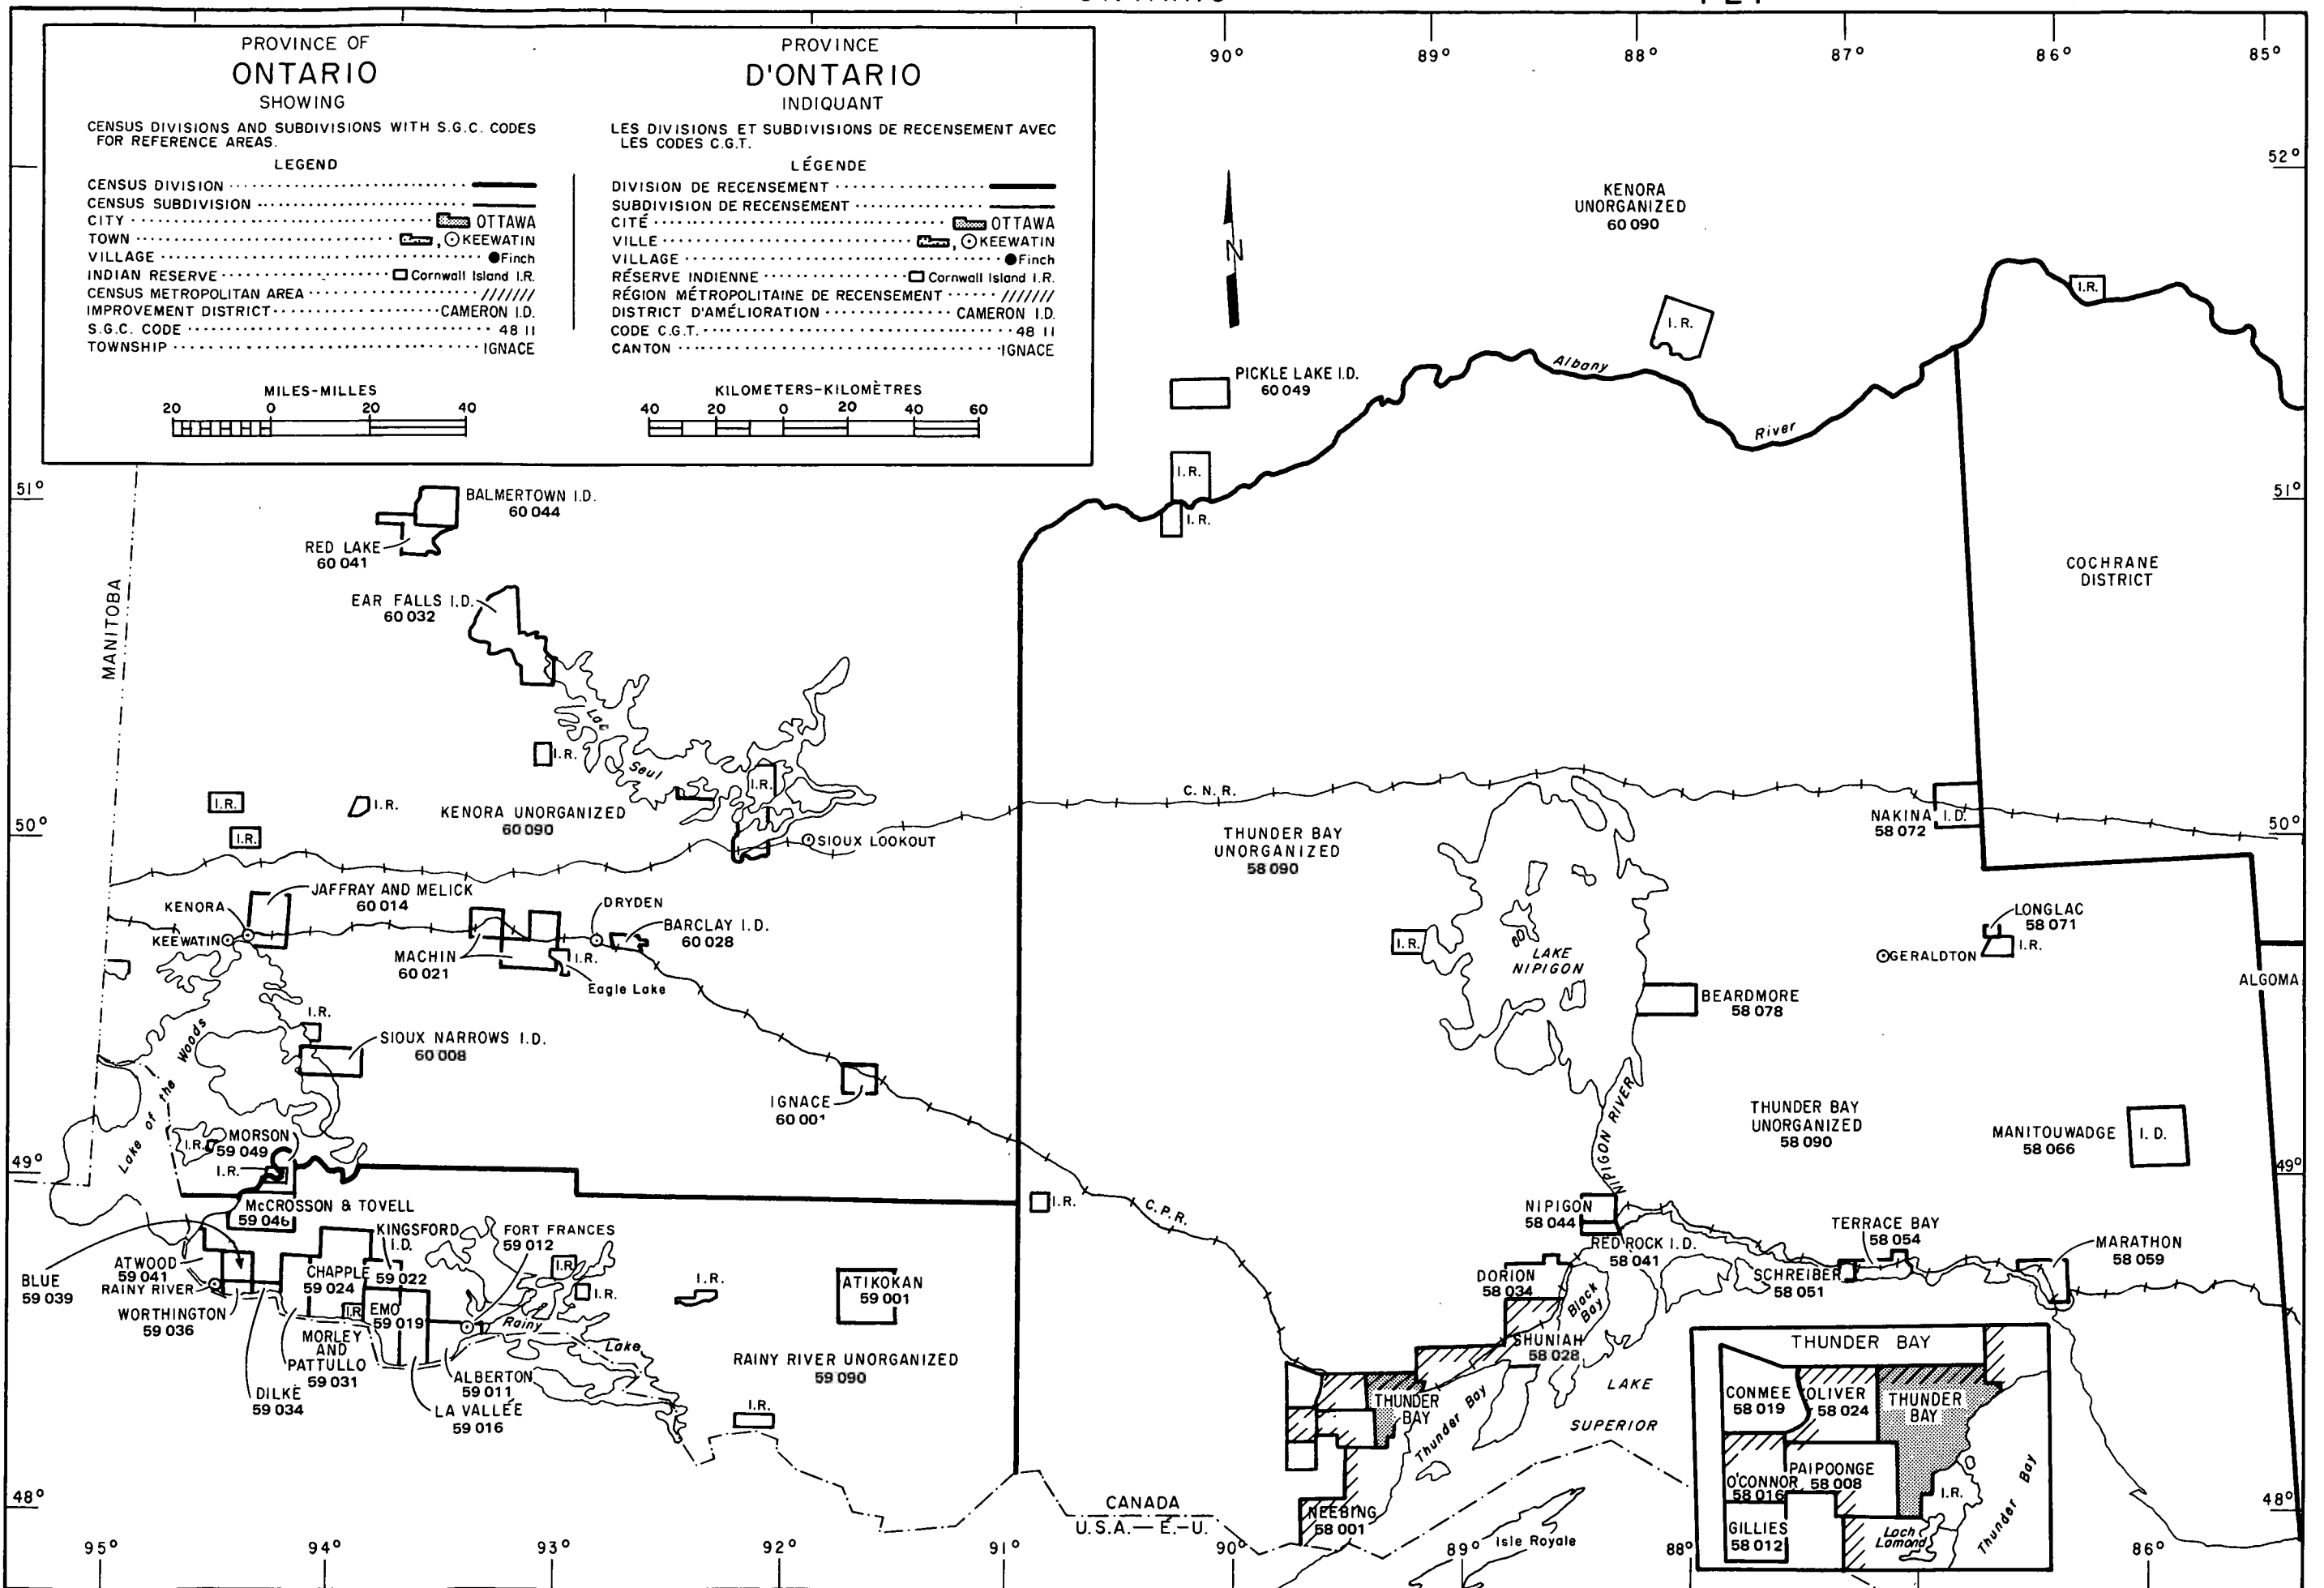 90°
89°
88°
87°
86°
85°
PROVINCE OF
ONTARIO
SHOWING
CENSUS DIVISIONS AND SUBDIVISIONS WITH S.G.C. CODES
FOR REFERENCE AREAS.
LEGEND
CENSUS DIVISION
CENSUS SUBDIVISION
CITY OTTAWA
TOWN , KEEWATIN
VILLAGE Finch
INDIAN RESERVE Cornwall Island I.R.
CENSUS METROPOLITAN AREA
IMPROVEMENT DISTRICT CAMERON I.D.
S.G.C. CODE 48 11
TOWNSHIP IGNACE
MILES-MILLES
20 0 20 40
PROVINCE
D'ONTARIO
INDIQUANT
LES DIVISIONS ET SUBDIVISIONS DE RECENSEMENT AVEC
LES CODES C.G.T.
LÉGENDE
DIVISION DE RECENSEMENT
SUBDIVISION DE RECENSEMENT
CITÉ OTTAWA
VILLE , KEEWATIN
VILLAGE Finch
RÉSERVE INDIENNE Cornwall Island I.R.
RÉGION MÉTROPOLITAINE DE RECENSEMENT
DISTRICT D'AMÉLIORATION CAMERON I.D.
CODE C.G.T. 48 11
CANTON IGNACE
KILOMETERS-KILOMÈTRES
40 20 0 20 40 60
52°
KENORA
UNORGANIZED
60 090
N
I.R.
I.R.
PICKLE LAKE I.D.
60 049
Albany
River
I.R.
I.R.
51°
51°
BALMERTOWN I.D.
60 044
RED LAKE
60 041
COCHRANE
DISTRICT
MANITOBA
EAR FALLS I.D.
60 032
Lac
Seul
I.R.
I.R.
I.R.
I.R.
I.R.
KENORA UNORGANIZED
60 090
C.N.R.
50°
50°
SIOUX LOOKOUT
THUNDER BAY
UNORGANIZED
58 090
NAKINA I.D.
58 072
JAFFRAY AND MELICK
60 014
KENORA
KEEWATIN
DRYDEN
BARCLAY I.D.
60 028
MACHIN
60 021
I.R.
Eagle Lake
I.R.
LAKE
NIPIGON
LONGLAC
58 071
I.R.
GERALDTON
ALGOMA
BEARDMORE
58 078
I.R.
SIOUX NARROWS I.D.
60 008
Lake of the Woods
IGNACE
60 001
NIPIGON RIVER
THUNDER BAY
UNORGANIZED
58 090
MANITOUWADGE I. D.
58 066
49°
49°
I.R.
MORSON
59 049
I.R.
McCROSSON & TOVELL
59 046
I.R.
C.P.R.
NIPIGON
58 044
RED ROCK I.D.
58 041
TERRACE BAY
58 054
MARATHON
58 059
SCHREIBER
58 051
DORION
58 034
Black
Bay
SHUNIAH
58 028
KINGSFORD
I.D.
59 022
FORT FRANCES
59 012
BLUE
59 039
ATWOOD
59 041
RAINY RIVER
WORTHINGTON
59 036
CHAPPLE
59 024
I.R.
EMO
59 019
MORLEY
AND
PATTULLO
59 031
DILKE
59 034
ALBERTON
59 011
LA VALLÉE
59 016
I.R.
I.R.
I.R.
Rainy
Lake
ATIKOKAN
59 001
RAINY RIVER UNORGANIZED
59 090
I.R.
THUNDER
BAY
Thunder Bay
LAKE
SUPERIOR
NEEBING
58 001
CANADA
U.S.A.—É.-U.
Isle Royale
THUNDER BAY
CONMEE
58 019
OLIVER
58 024
THUNDER
BAY
O'CONNOR
58 016
PAIPOONGE
58 008
I.R.
GILLIES
58 012
Loch
Lomond
Thunder Bay
48°
48°
95°
94°
93°
92°
91°
90°
89°
88°
86°